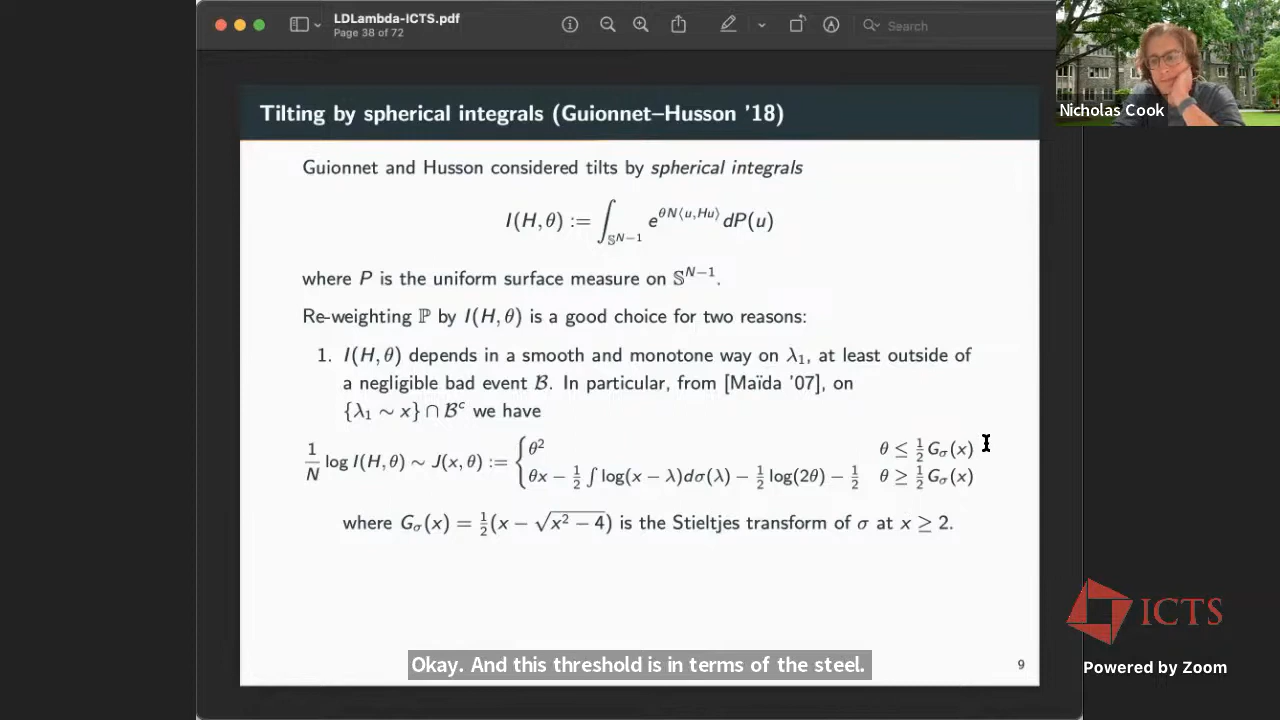 LDLambda-ICTS.pdf
Page 38 of 72
Search
Nicholas Cook
Tilting by spherical integrals (Guionnet–Husson '18)
Guionnet and Husson considered tilts by spherical integrals
I(H, θ) := ∫_{𝕊^{N−1}} e^{θN⟨u,Hu⟩} dP(u)
where P is the uniform surface measure on 𝕊^{N−1}.
Re-weighting ℙ by I(H, θ) is a good choice for two reasons:
1. I(H, θ) depends in a smooth and monotone way on λ₁, at least outside of
a negligible bad event ℬ. In particular, from [Maïda '07], on
{λ₁ ∼ x} ∩ ℬᶜ we have
1/N log I(H, θ) ∼ J(x, θ) := { θ² θ ≤ ½ G_σ(x)
θx − ½ ∫ log(x − λ)dσ(λ) − ½ log(2θ) − ½ θ ≥ ½ G_σ(x)
where G_σ(x) = ½(x − √(x² − 4)) is the Stieltjes transform of σ at x ≥ 2.
ICTS
Okay. And this threshold is in terms of the steel.
9
Powered by Zoom